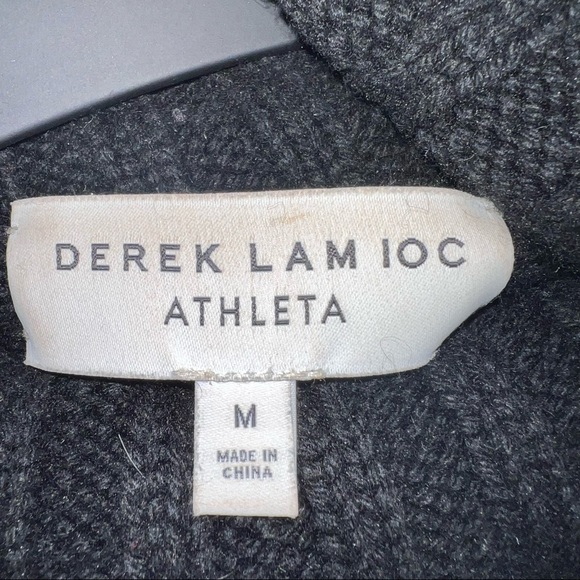 DEREK LAM 10C
ATHLETA
M
MADE IN
CHINA